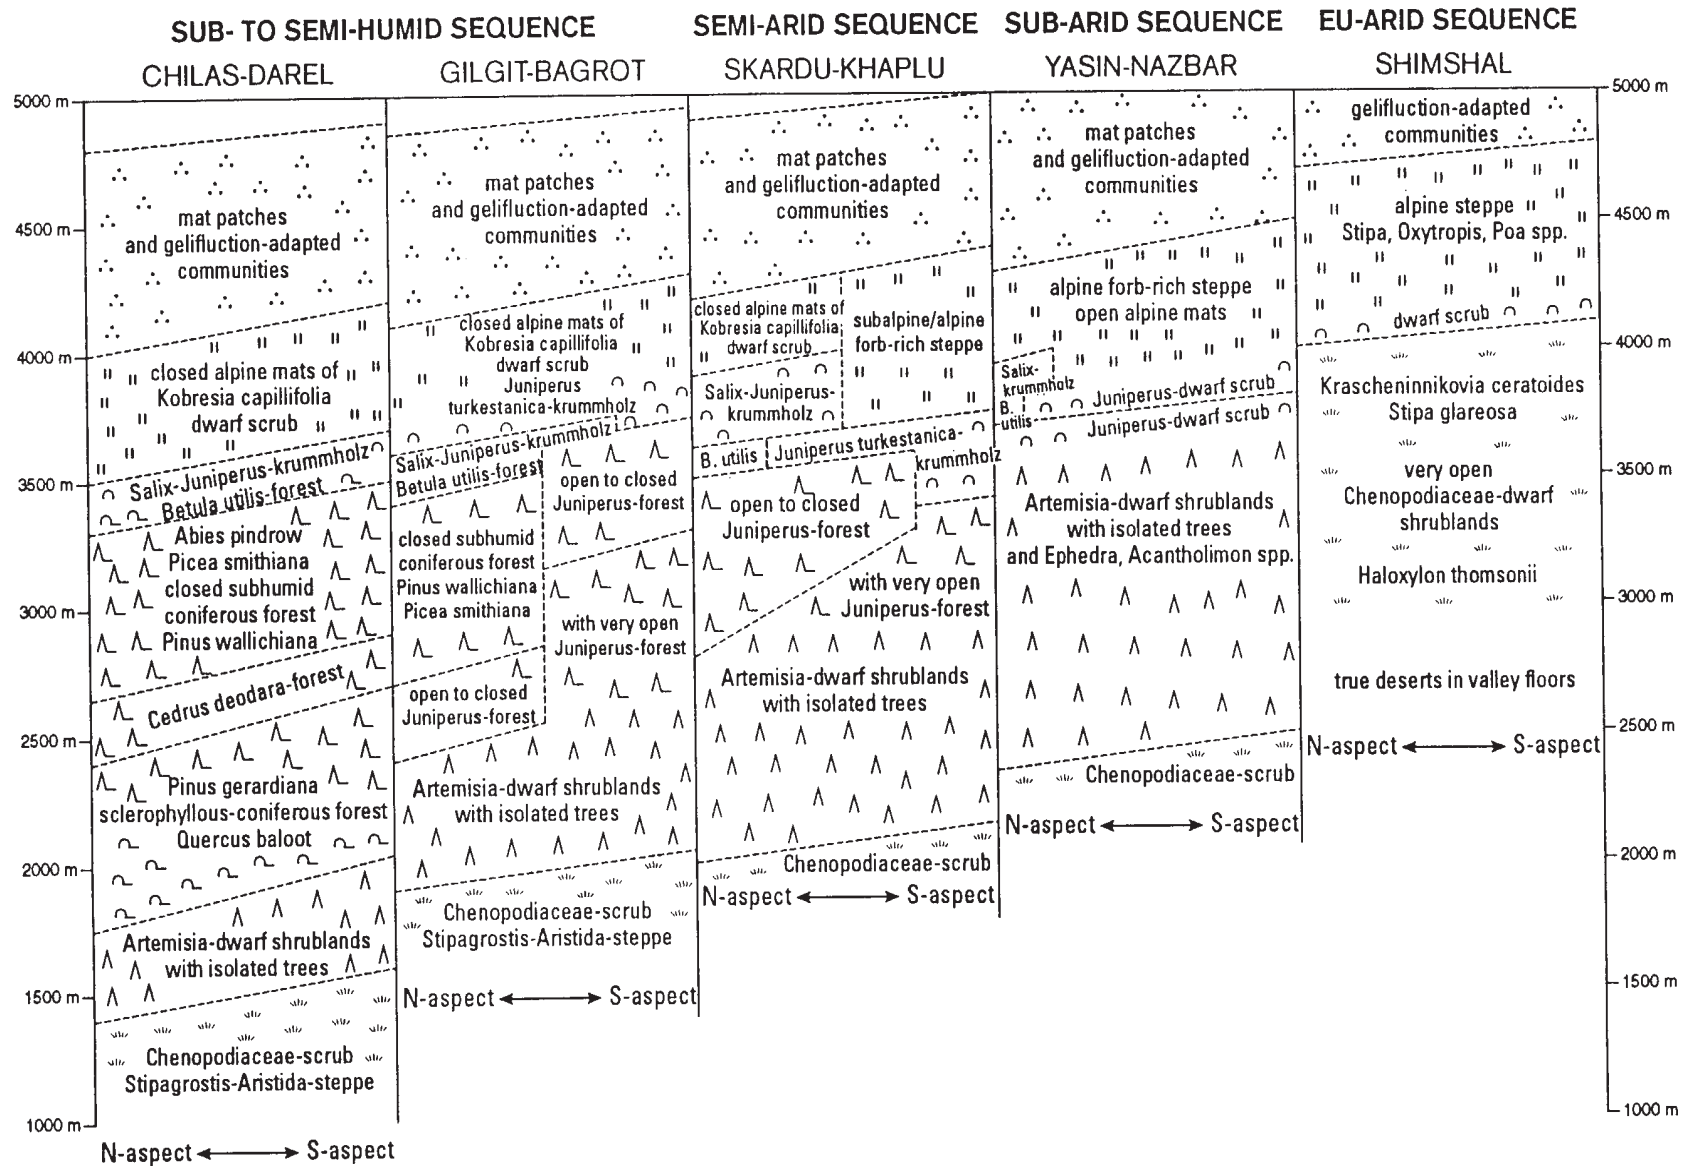 SUB- TO SEMI-HUMID SEQUENCE
SEMI-ARID SEQUENCE
SUB-ARID SEQUENCE
EU-ARID SEQUENCE
CHILAS-DAREL
GILGIT-BAGROT
SKARDU-KHAPLU
YASIN-NAZBAR
SHIMSHAL
5000 m
4500 m
4000 m
3500 m
3000 m
2500 m
2000 m
1500 m
1000 m
mat patches
and gelifluction-adapted
communities
closed alpine mats of
Kobresia capillifolia
dwarf scrub
Salix-Juniperus-krummholz
Betula utilis-forest
Abies pindrow
Picea smithiana
closed subhumid
coniferous forest
Pinus wallichiana
Cedrus deodara-forest
Pinus gerardiana
sclerophyllous-coniferous forest
Quercus baloot
Artemisia-dwarf shrublands
with isolated trees
Chenopodiaceae-scrub
Stipagrostis-Aristida-steppe
N-aspect
S-aspect
mat patches
and gelifluction-adapted
communities
closed alpine mats of
Kobresia capillifolia
dwarf scrub
Juniperus
turkestanica-krummholz
Salix-Juniperus-krummholz
Betula utilis-forest
open to closed
Juniperus-forest
closed subhumid
coniferous forest
Pinus wallichiana
Picea smithiana
with very open
Juniperus-forest
open to closed
Juniperus-forest
Artemisia-dwarf shrublands
with isolated trees
Chenopodiaceae-scrub
Stipagrostis-Aristida-steppe
N-aspect
S-aspect
mat patches
and gelifluction-adapted
communities
closed alpine mats of
Kobresia capillifolia
dwarf scrub
subalpine/alpine
forb-rich steppe
Salix-Juniperus-
krummholz
B. utilis
Juniperus turkestanica-
krummholz
open to closed
Juniperus-forest
with very open
Juniperus-forest
Artemisia-dwarf shrublands
with isolated trees
Chenopodiaceae-scrub
N-aspect
S-aspect
mat patches
and gelifluction-adapted
communities
alpine forb-rich steppe
open alpine mats
Salix-
krummholz
B.
utilis
Juniperus-dwarf scrub
Juniperus-dwarf scrub
Artemisia-dwarf shrublands
with isolated trees
and Ephedra, Acantholimon spp.
Chenopodiaceae-scrub
N-aspect
S-aspect
gelifluction-adapted
communities
alpine steppe
Stipa, Oxytropis, Poa spp.
dwarf scrub
Krascheninnikovia ceratoides
Stipa glareosa
very open
Chenopodiaceae-dwarf
shrublands
Haloxylon thomsonii
true deserts in valley floors
N-aspect
S-aspect
5000 m
4500 m
4000 m
3500 m
3000 m
2500 m
2000 m
1500 m
1000 m